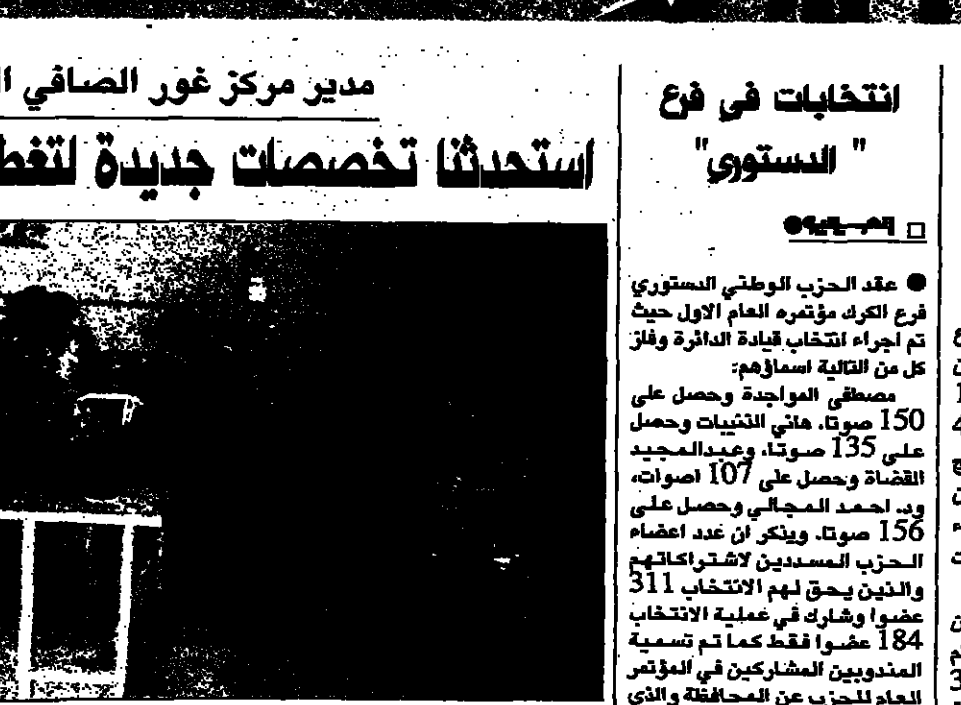 انتخابات في فرع
" الدستوري"
● عقد الحزب الوطني الدستوري
فرع الكرك مؤتمره العام الاول حيث
تم اجراء انتخاب قيادة الدائرة وفاز
كل من التالية اسماؤهم:
مصطفى المواجدة وحصل على
150 صوتا، هاني الذنيبات وحصل
على 135 صوتا، وعبدالمجيد
القضاة وحصل على 107 اصوات،
ود. احمد المجالي وحصل على
156 صوتا. ويذكر ان عدد اعضاء
الحزب المسددين لاشتراكاتهم
والذين يحق لهم الانتخاب 311
عضوا وشارك في عملية الانتخاب
184 عضوا فقط كما تم تسمية
المندوبين المشاركين في المؤتمر
العام للحزب عن المحافظة والذي
مدير مركز غور الصافي
استحدثنا تخصصات جديدة